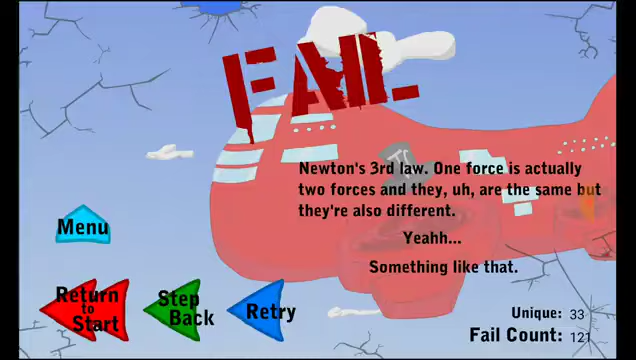 FAIL
Newton's 3rd law. One force is actually
two forces and they, uh, are the same but
they're also different.
Yeahh...
Something like that.
Menu
Return
to
Start
Step
Back
Retry
Unique: 33
Fail Count: 121